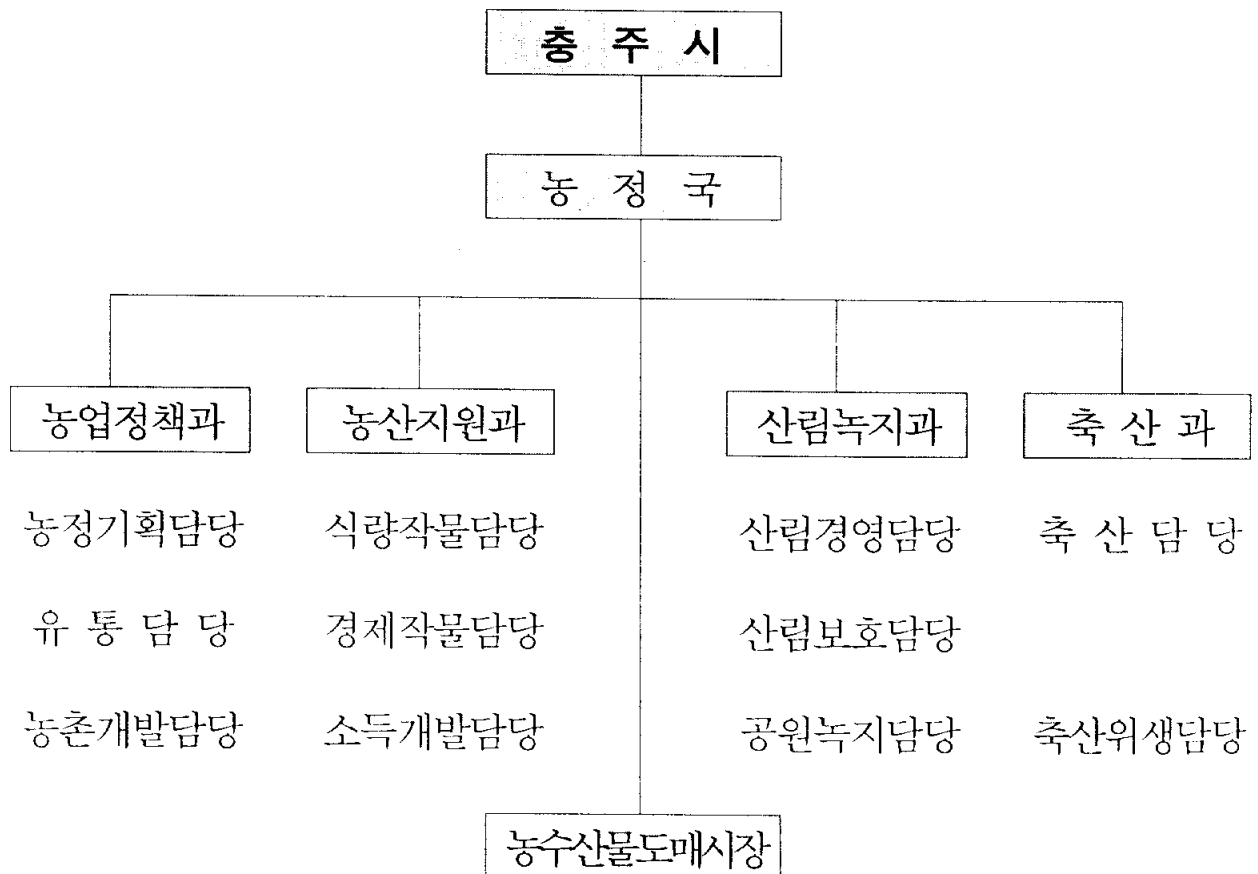 충 주 시
농 정 국
농업정책과 농산지원과 산림녹지과 축 산 과
농정기획담당 식량작물담당 산림경영담당 축 산 담 당
유 통 담 당 경제작물담당 산림보호담당
농촌개발담당 소득개발담당 공원녹지담당 축산위생담당
농수산물도매시장